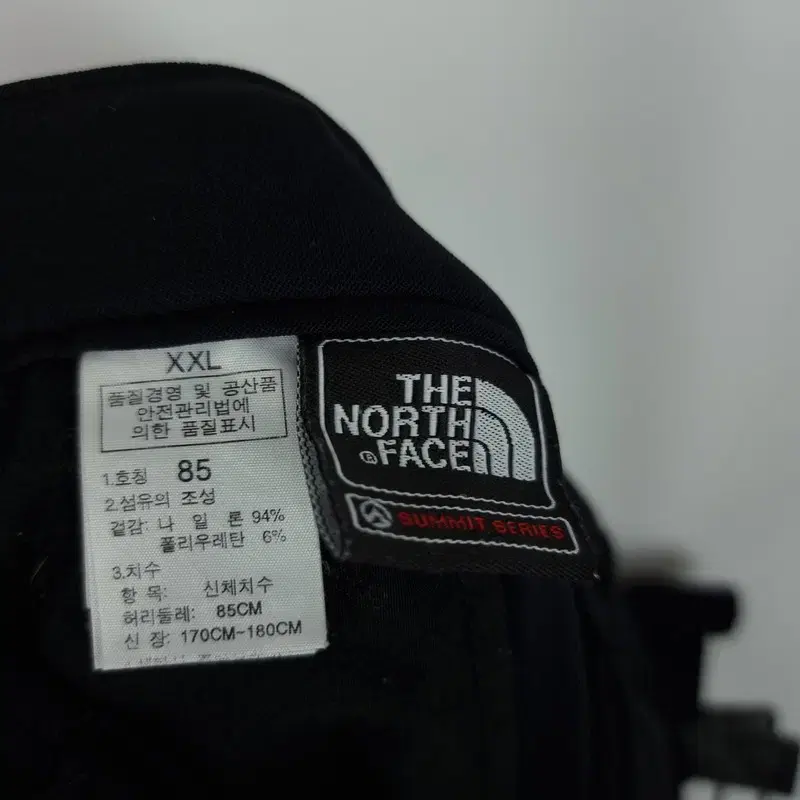 XXL
품질경영 및 공산품
안전관리법에
의한 품질표시
1.호칭 85
2.섬유의 조성
겉감: 나 일 론 94%
폴리우레탄 6%
3.치수
항 목: 신체치수
허리둘레: 85CM
신 장: 170CM~180CM
THE
NORTH
® FACE
SUMMIT SERIES